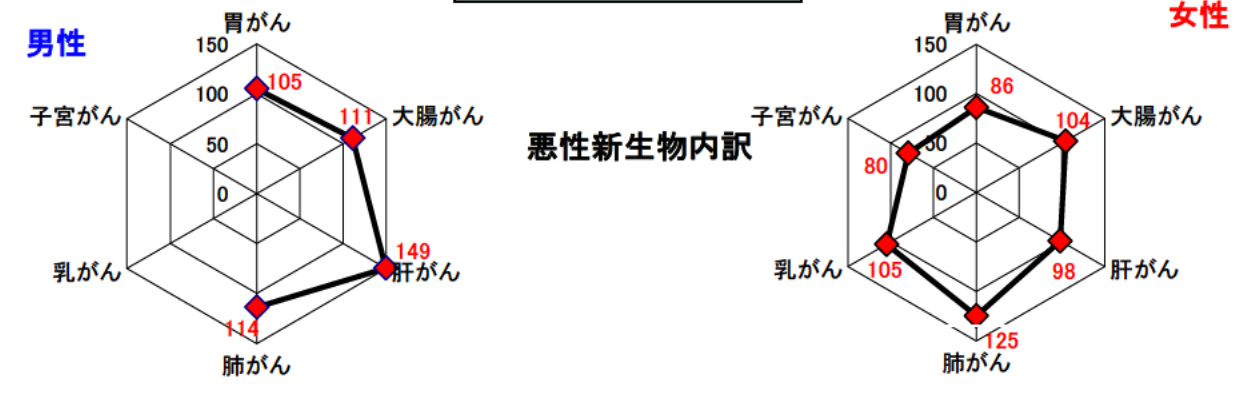 男性
胃がん
150
105
100
111
子宮がん
大腸がん
50
0
149
乳がん
肝がん
114
肺がん
悪性新生物内訳
女性
胃がん
150
86
100
104
子宮がん
大腸がん
50
80
0
乳がん
105
98
肝がん
125
肺がん